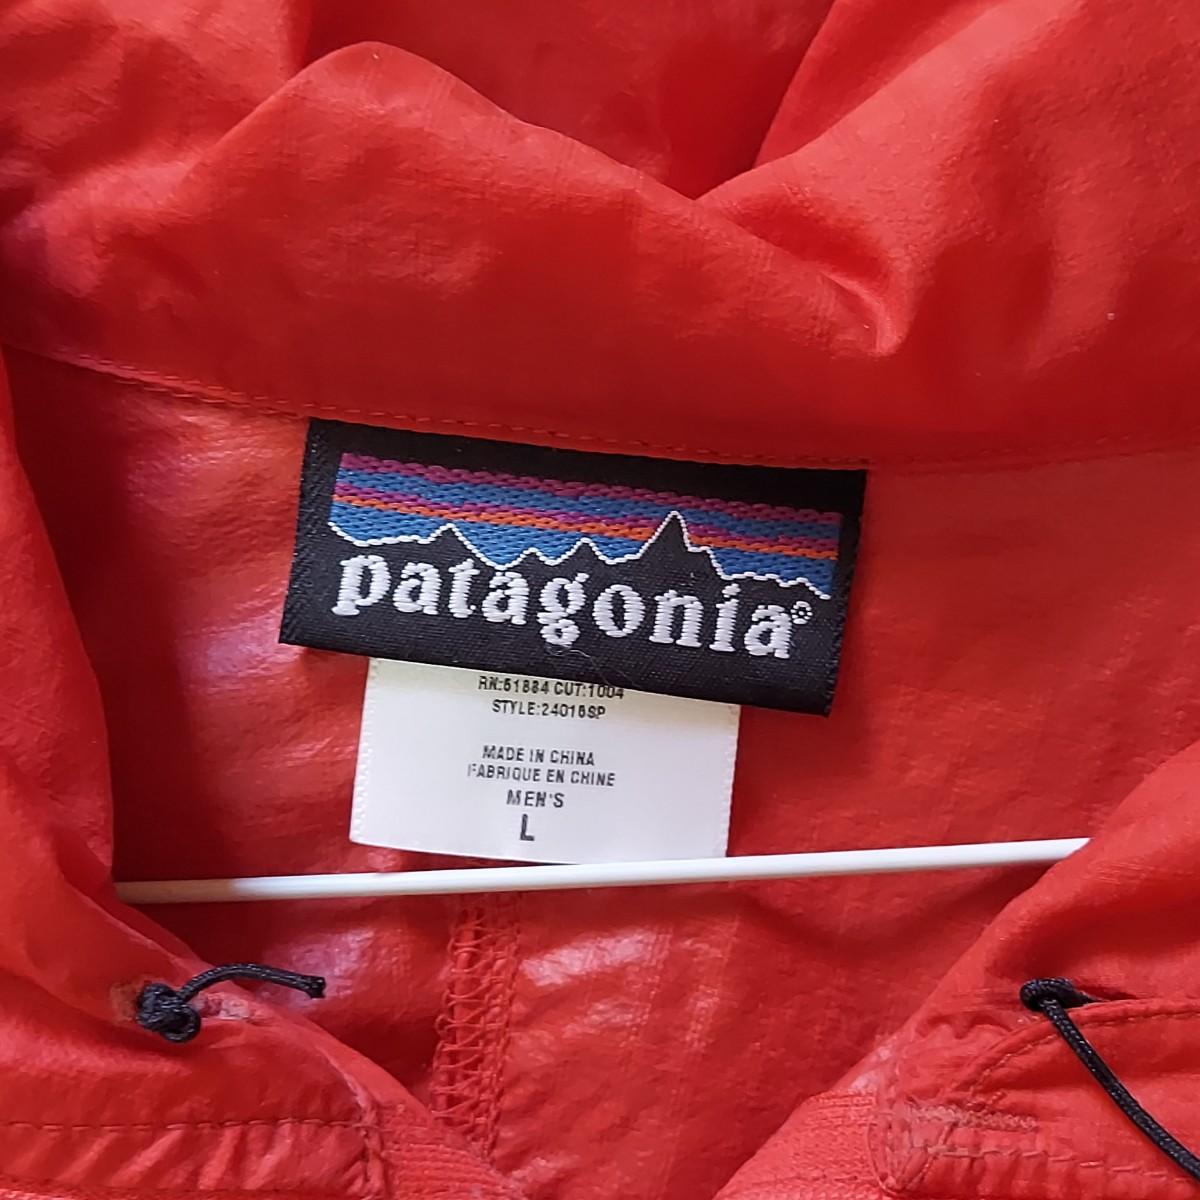 patagonia®
RN:51884 CUT:1004
STYLE:24016SP
MADE IN CHINA
FABRIQUE EN CHINE
MEN'S
L